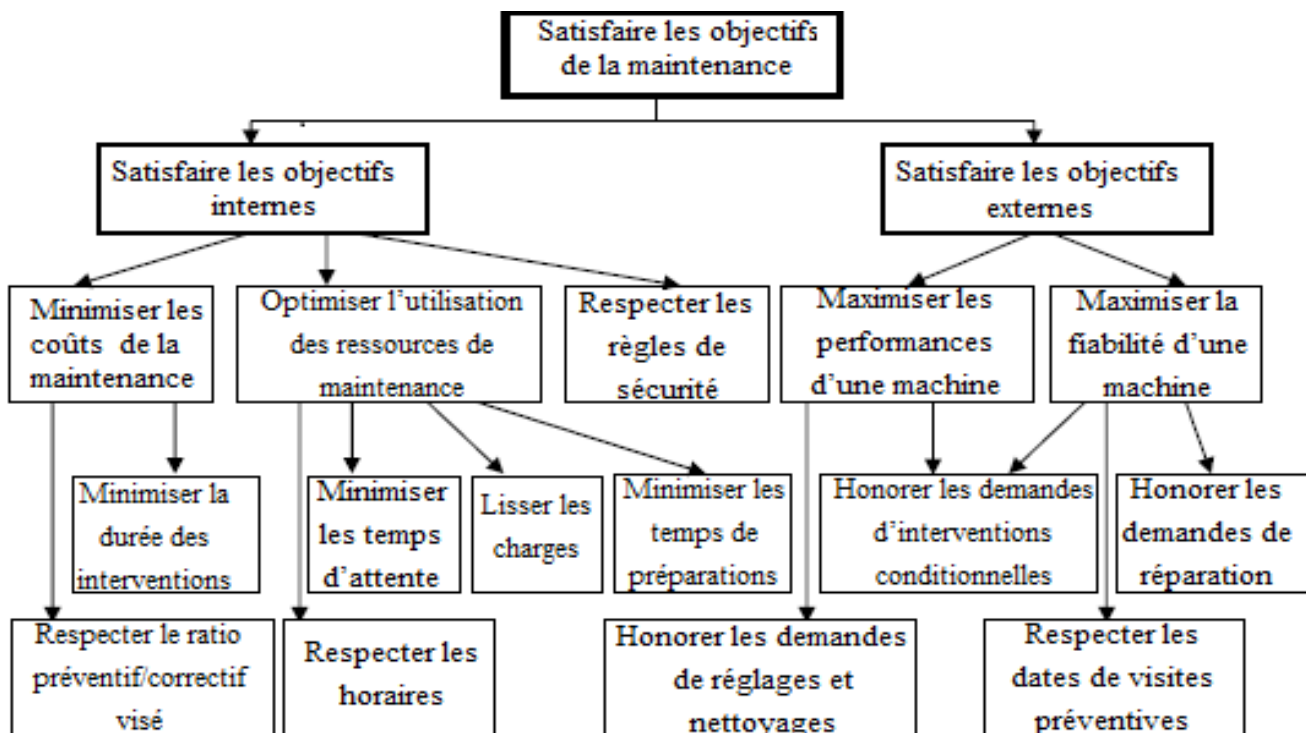 Satisfaire les objectifs
de la maintenance
Satisfaire les objectifs
internes
Satisfaire les objectifs
externes
Minimiser les
coûts de la
maintenance
Optimiser l’utilisation
des ressources de
maintenance
Respecter les
règles de
sécurité
Maximiser les
performances
d’une machine
Maximiser la
fiabilité d’une
machine
Minimiser la
durée des
interventions
Minimiser
les temps
d’attente
Lisser les
charges
Minimiser les
temps de
préparations
Honorer les demandes
d’interventions
conditionnelles
Honorer les
demandes de
réparation
Respecter le ratio
préventif/correctif
visé
Respecter les
horaires
Honorer les demandes
de réglages et
nettoyages
Respecter les
dates de visites
préventives